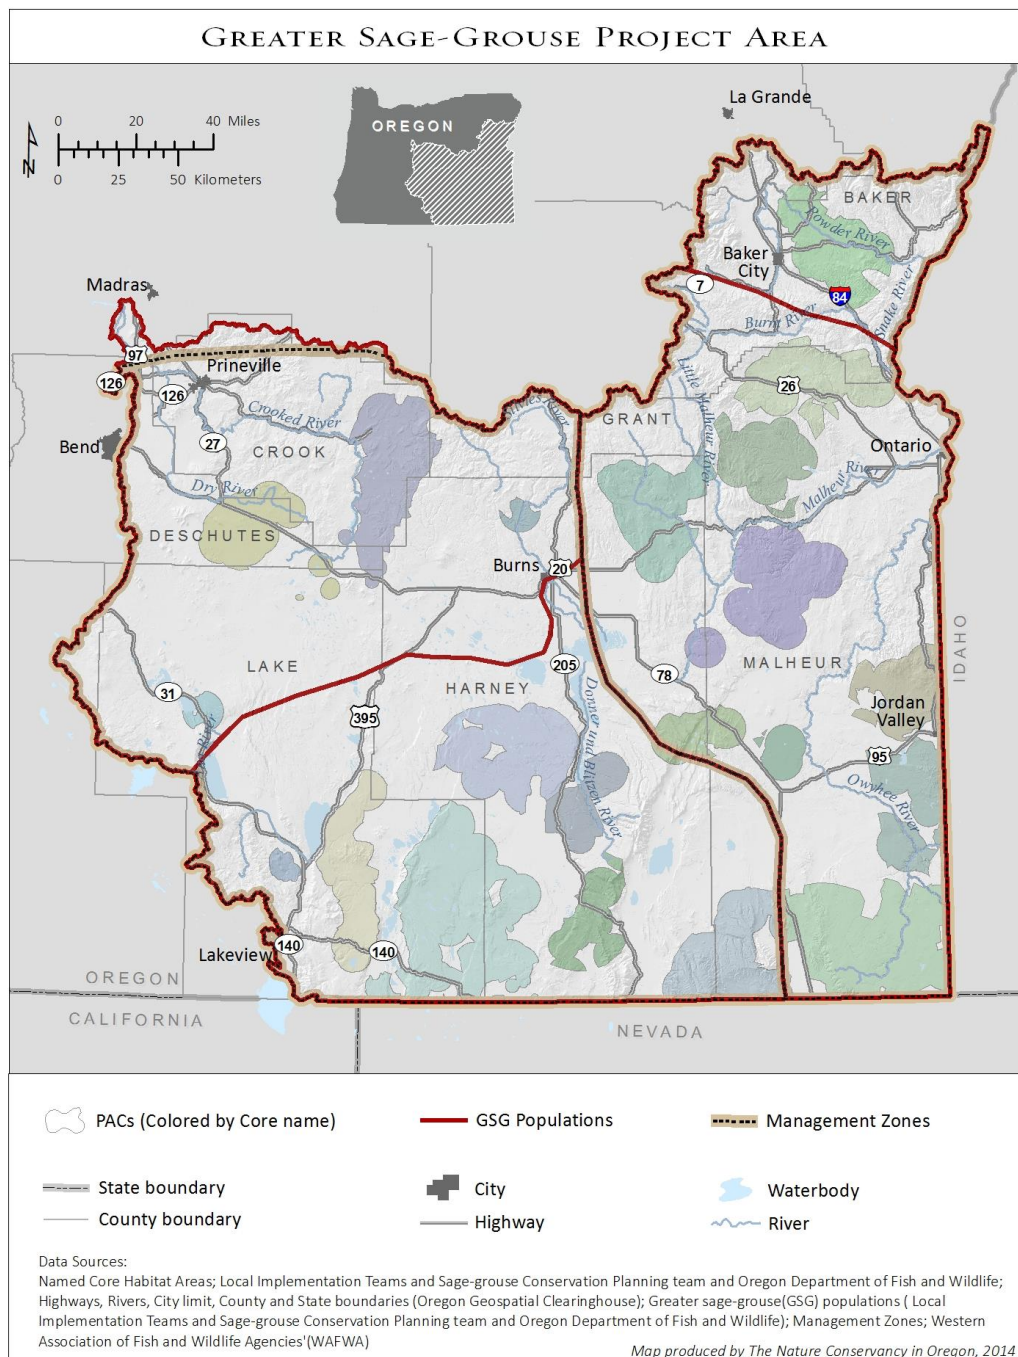 GREATER SAGE-GROUSE PROJECT AREA
La Grande
0 20 40 Miles
0 25 50 Kilometers
N
OREGON
BAKER
Powder River
Baker City
7
84
Snake River
Burnt River
Madras
97
126
Prineville
126
Crooked River
27
CROOK
Bend
Dry River
DESCHUTES
Silvies River
GRANT
Little Malheur River
26
Ontario
Malheur River
Burns
20
LAKE
31
HARNEY
205
78
MALHEUR
IDAHO
395
Donner und Blitzen River
Jordan Valley
95
Owyhee River
River
Lakeview
140
140
OREGON
CALIFORNIA
NEVADA
PACs (Colored by Core name)
GSG Populations
Management Zones
State boundary
City
Waterbody
County boundary
Highway
River
Data Sources:
Named Core Habitat Areas; Local Implementation Teams and Sage-grouse Conservation Planning team and Oregon Department of Fish and Wildlife;
Highways, Rivers, City limit, County and State boundaries (Oregon Geospatial Clearinghouse); Greater sage-grouse(GSG) populations ( Local
Implementation Teams and Sage-grouse Conservation Planning team and Oregon Department of Fish and Wildlife); Management Zones; Western
Association of Fish and Wildlife Agencies'(WAFWA)
Map produced by The Nature Conservancy in Oregon, 2014